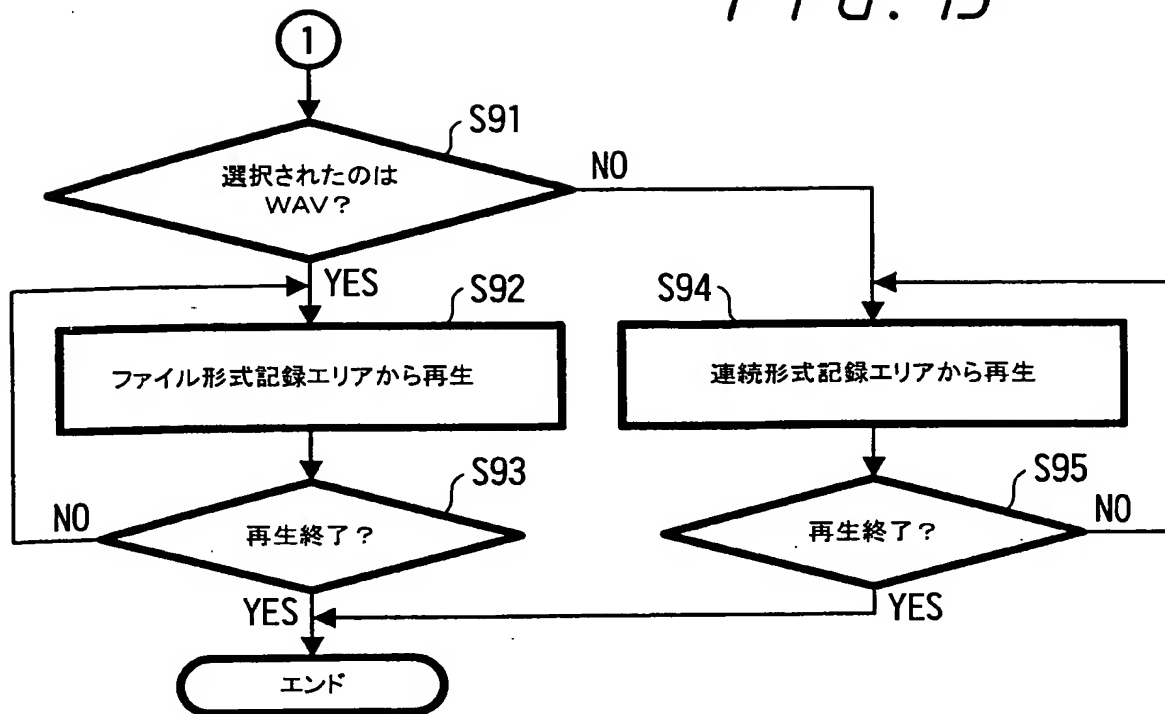 ①
S91
選択されたのは
WAV?
NO
YES
S92
S94
ファイル形式記録エリアから再生
連続形式記録エリアから再生
S93
S95
NO
再生終了?
再生終了?
NO
YES
YES
エンド